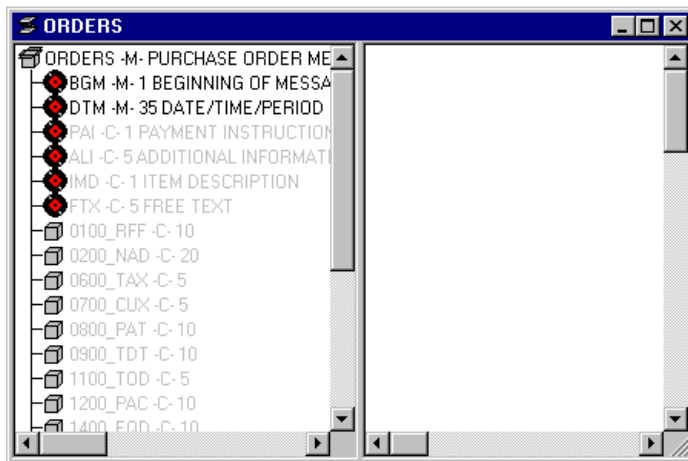 ORDERS
ORDERS -M- PURCHASE ORDER ME
BGM -M- 1 BEGINNING OF MESSA
DTM -M- 35 DATE/TIME/PERIOD
PAI -C- 1 PAYMENT INSTRUCTION
ALI -C- 5 ADDITIONAL INFORMATI
IMD -C- 1 ITEM DESCRIPTION
FTX -C- 5 FREE TEXT
0100_RFF -C- 10
0200_NAD -C- 20
0600_TAX -C- 5
0700_CUX -C- 5
0800_PAT -C- 10
0900_TDT -C- 10
1100_TOD -C- 5
1200_PAC -C- 10
1400_EQD -C- 10